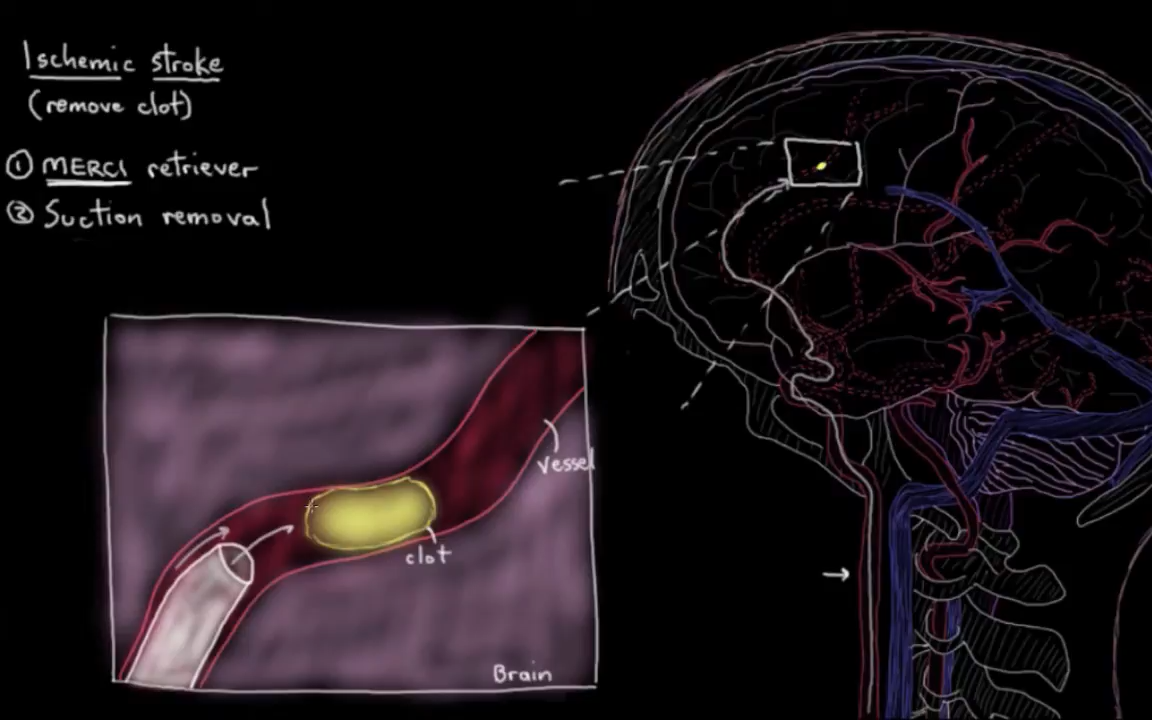 Ischemic stroke
(remove clot)
① MERCI retriever
② Suction removal
Vessel
clot
Brain